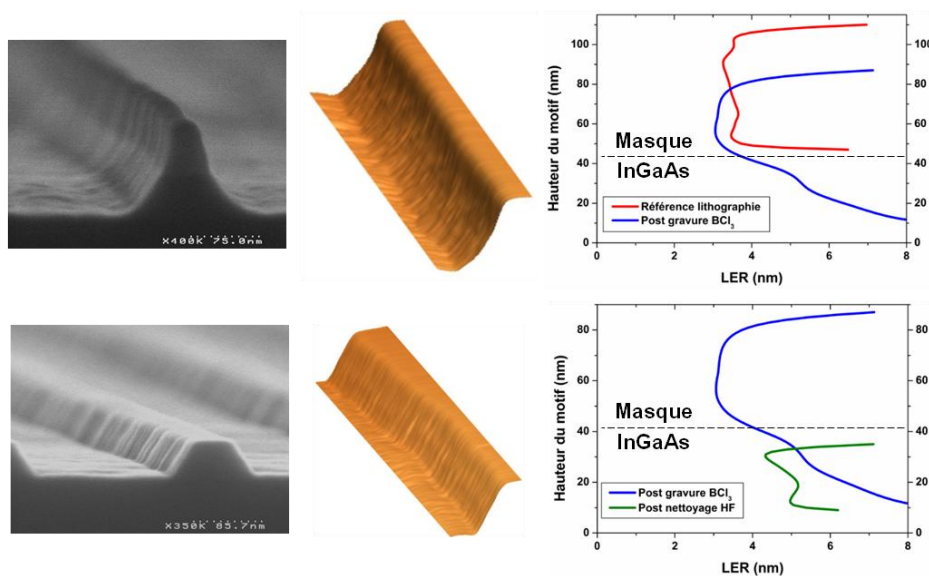 X400K 75.0nm
Hauteur du motif (nm)
100
80
60
40
20
0
100
80
60
40
20
0
Masque
InGaAs
Référence lithographie
Post gravure BCl₃
0 2 4 6 8
LER (nm)
X350K 85.7nm
Hauteur du motif (nm)
80
60
40
20
0
80
60
40
20
0
Masque
InGaAs
Post gravure BCl₃
Post nettoyage HF
0 2 4 6 8
LER (nm)